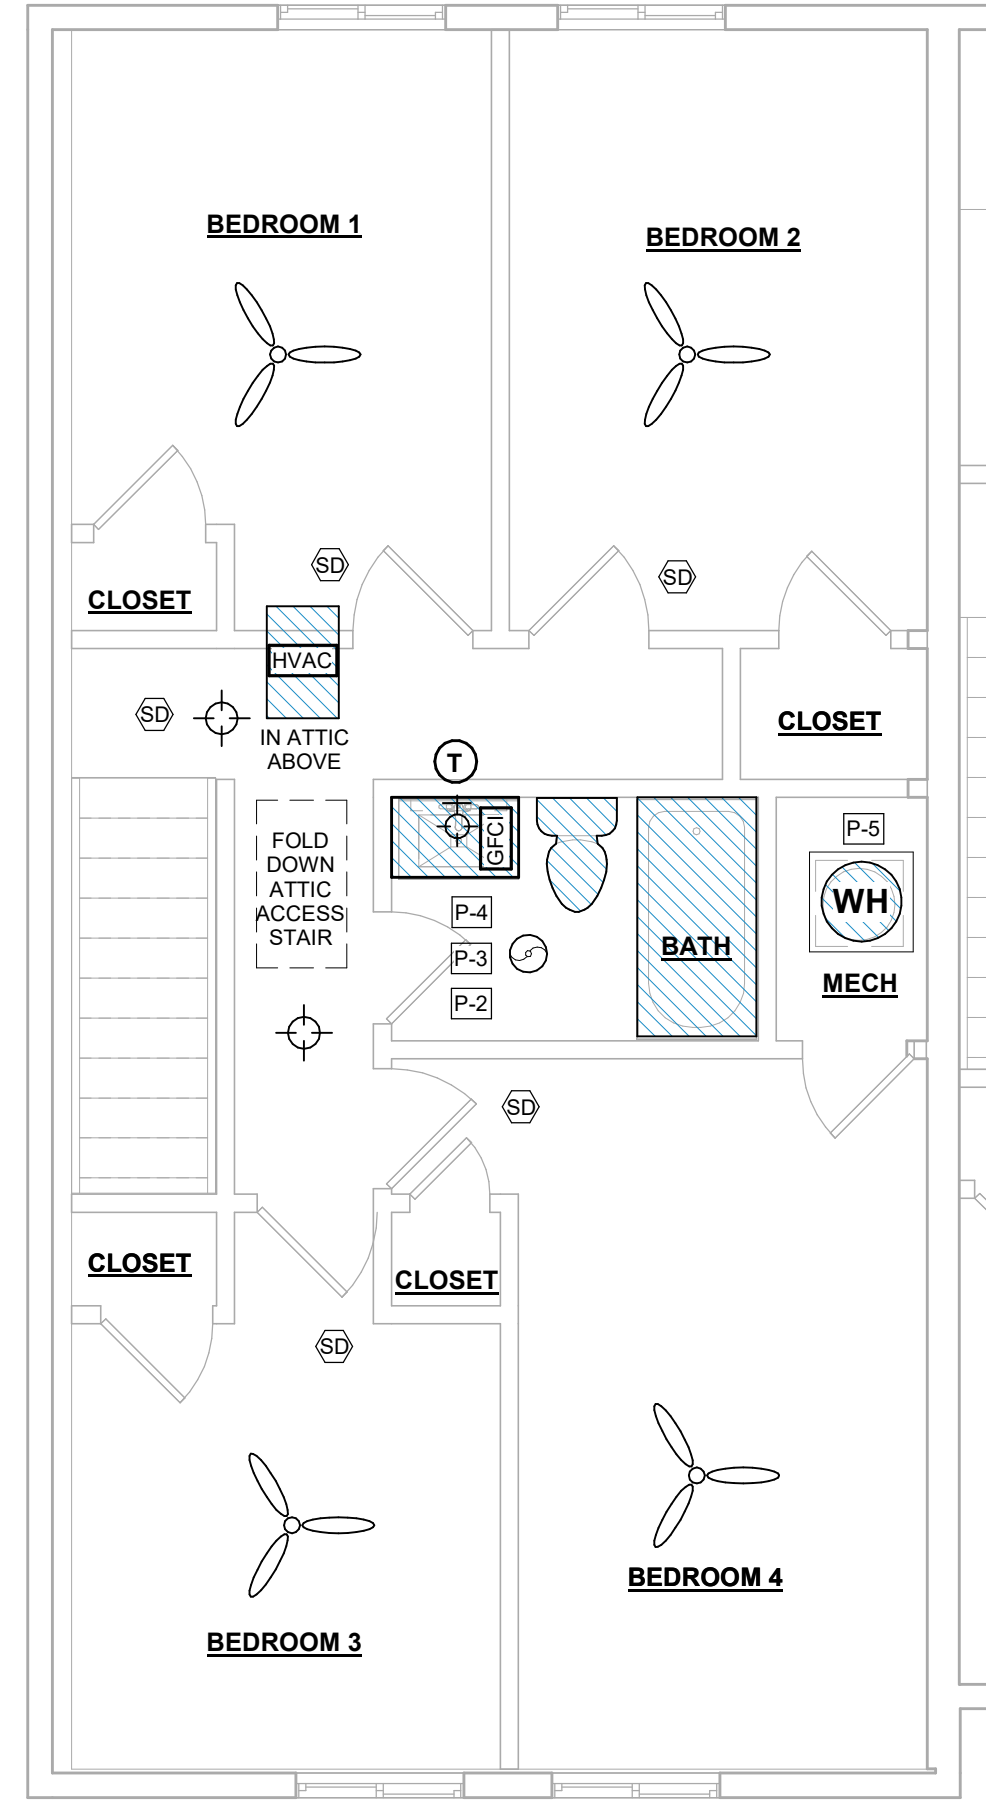 BEDROOM 1
BEDROOM 2
SD
SD
CLOSET
HVAC
SD
CLOSET
IN ATTIC
ABOVE
T
FOLD
DOWN
ATTIC
ACCESS
STAIR
GFCI
P-5
WH
P-4
BATH
P-3
MECH
P-2
SD
CLOSET
CLOSET
SD
BEDROOM 4
BEDROOM 3